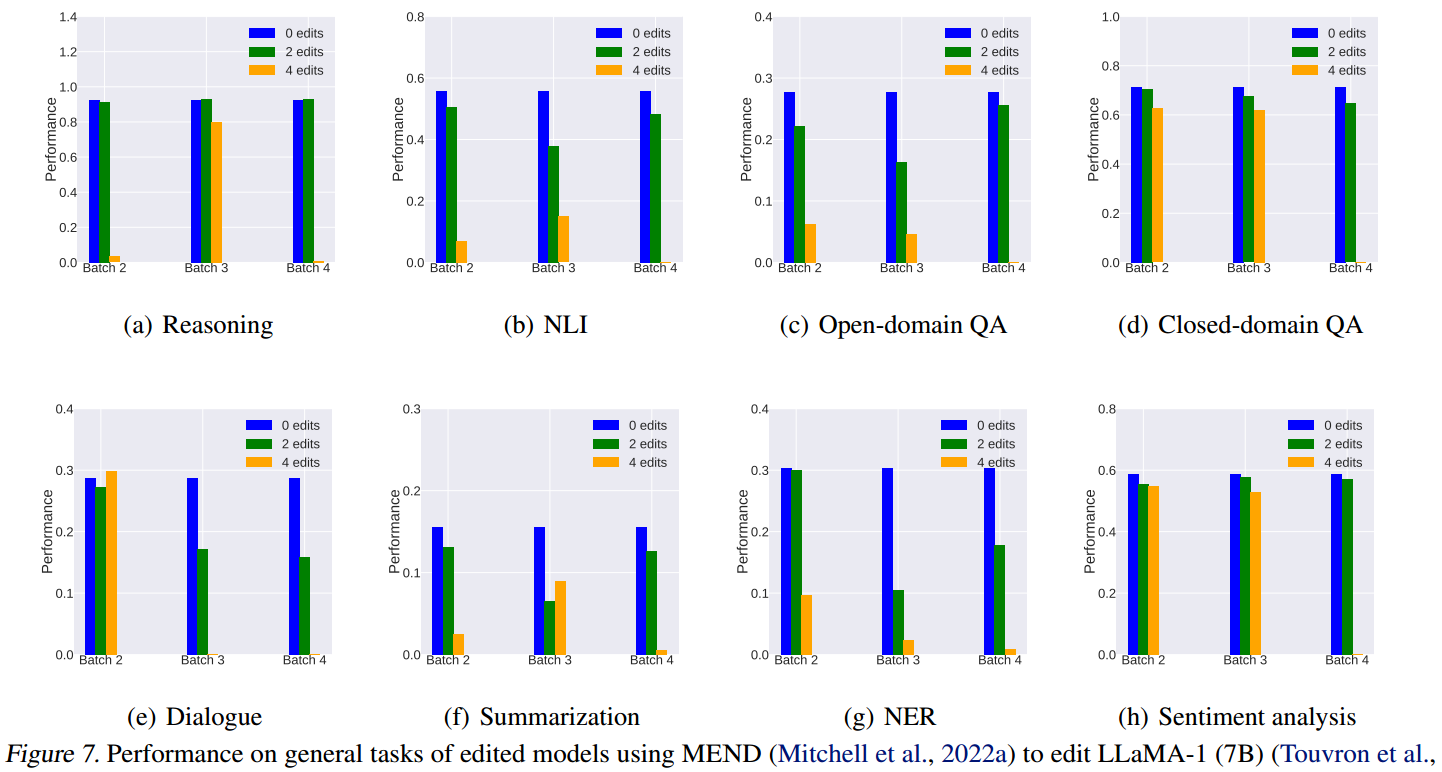 1.4
1.2
1.0
0.8
0.6
0.4
0.2
0.0
Performance
0 edits
2 edits
4 edits
Batch 2 Batch 3 Batch 4
(a) Reasoning
0.8
0.6
0.4
0.2
0.0
Performance
0 edits
2 edits
4 edits
Batch 2 Batch 3 Batch 4
(b) NLI
0.4
0.3
0.2
0.1
0.0
Performance
0 edits
2 edits
4 edits
Batch 2 Batch 3 Batch 4
(c) Open-domain QA
1.0
0.8
0.6
0.4
0.2
0.0
Performance
0 edits
2 edits
4 edits
Batch 2 Batch 3 Batch 4
(d) Closed-domain QA
0.4
0.3
0.2
0.1
0.0
Performance
0 edits
2 edits
4 edits
Batch 2 Batch 3 Batch 4
(e) Dialogue
0.3
0.2
0.1
0.0
Performance
0 edits
2 edits
4 edits
Batch 2 Batch 3 Batch 4
(f) Summarization
0.4
0.3
0.2
0.1
0.0
Performance
0 edits
2 edits
4 edits
Batch 2 Batch 3 Batch 4
(g) NER
0.8
0.6
0.4
0.2
0.0
Performance
0 edits
2 edits
4 edits
Batch 2 Batch 3 Batch 4
(h) Sentiment analysis
Figure 7. Performance on general tasks of edited models using MEND (Mitchell et al., 2022a) to edit LLaMA-1 (7B) (Touvron et al.,